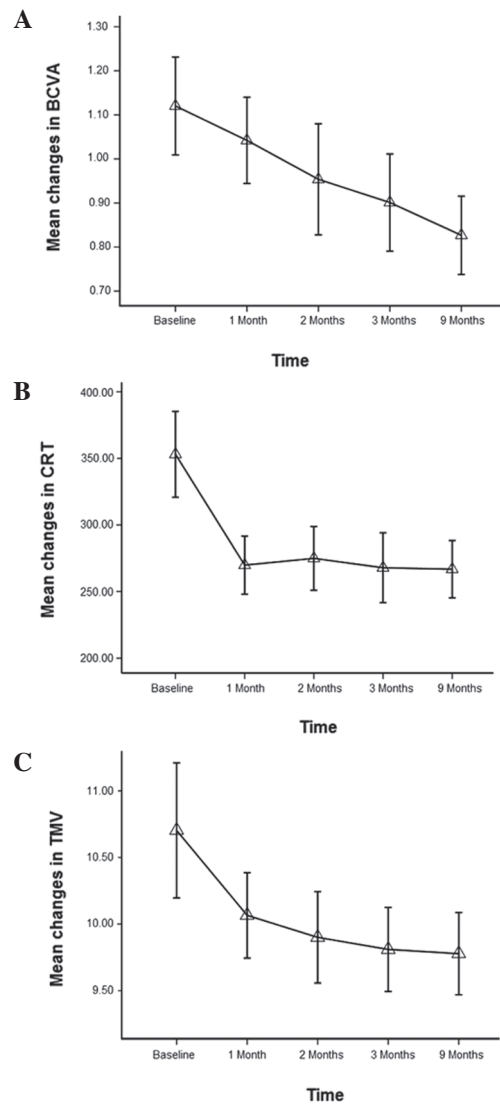 A
Mean changes in BCVA
1.30
1.20
1.10
1.00
0.90
0.80
0.70
Baseline
1 Month
2 Months
3 Months
9 Months
Time
B
Mean changes in CRT
400.00
350.00
300.00
250.00
200.00
Baseline
1 Month
2 Months
3 Months
9 Months
Time
C
Mean changes in TMV
11.00
10.50
10.00
9.50
Baseline
1 Month
2 Months
3 Months
9 Months
Time